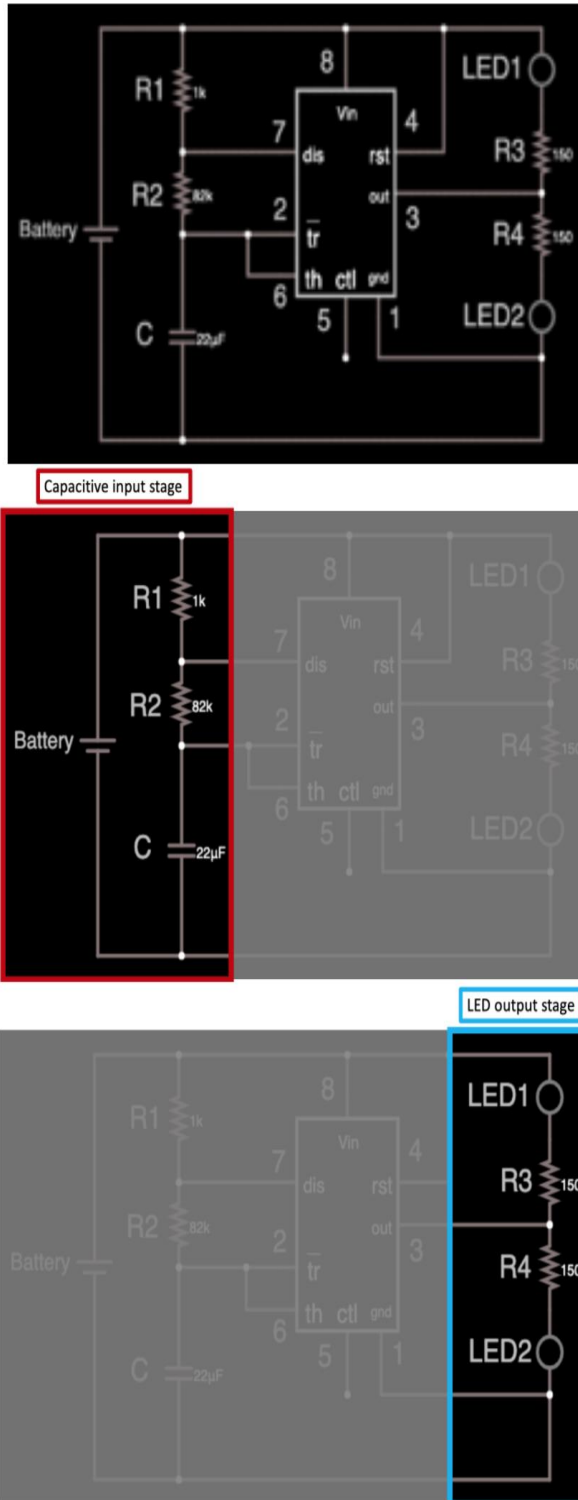 8
LED1
R1
1k
Vin
4
7
dis
rst
R3
150
R2
82k
out
2
3
Battery
tr
R4
150
6
th
ctl
gnd
LED2
5
1
C
22µF
Capacitive input stage
8
LED1
R1
1k
Vin
4
7
dis
rst
R3
150
R2
82k
out
2
3
Battery
tr
R4
150
th
ctl
gnd
6
LED2
5
1
C
22µF
LED output stage
8
LED1
R1
1k
Vin
4
7
dis
rst
R3
150
R2
82k
out
2
3
Battery
tr
R4
150
th
ctl
gnd
6
LED2
5
1
C
22µF